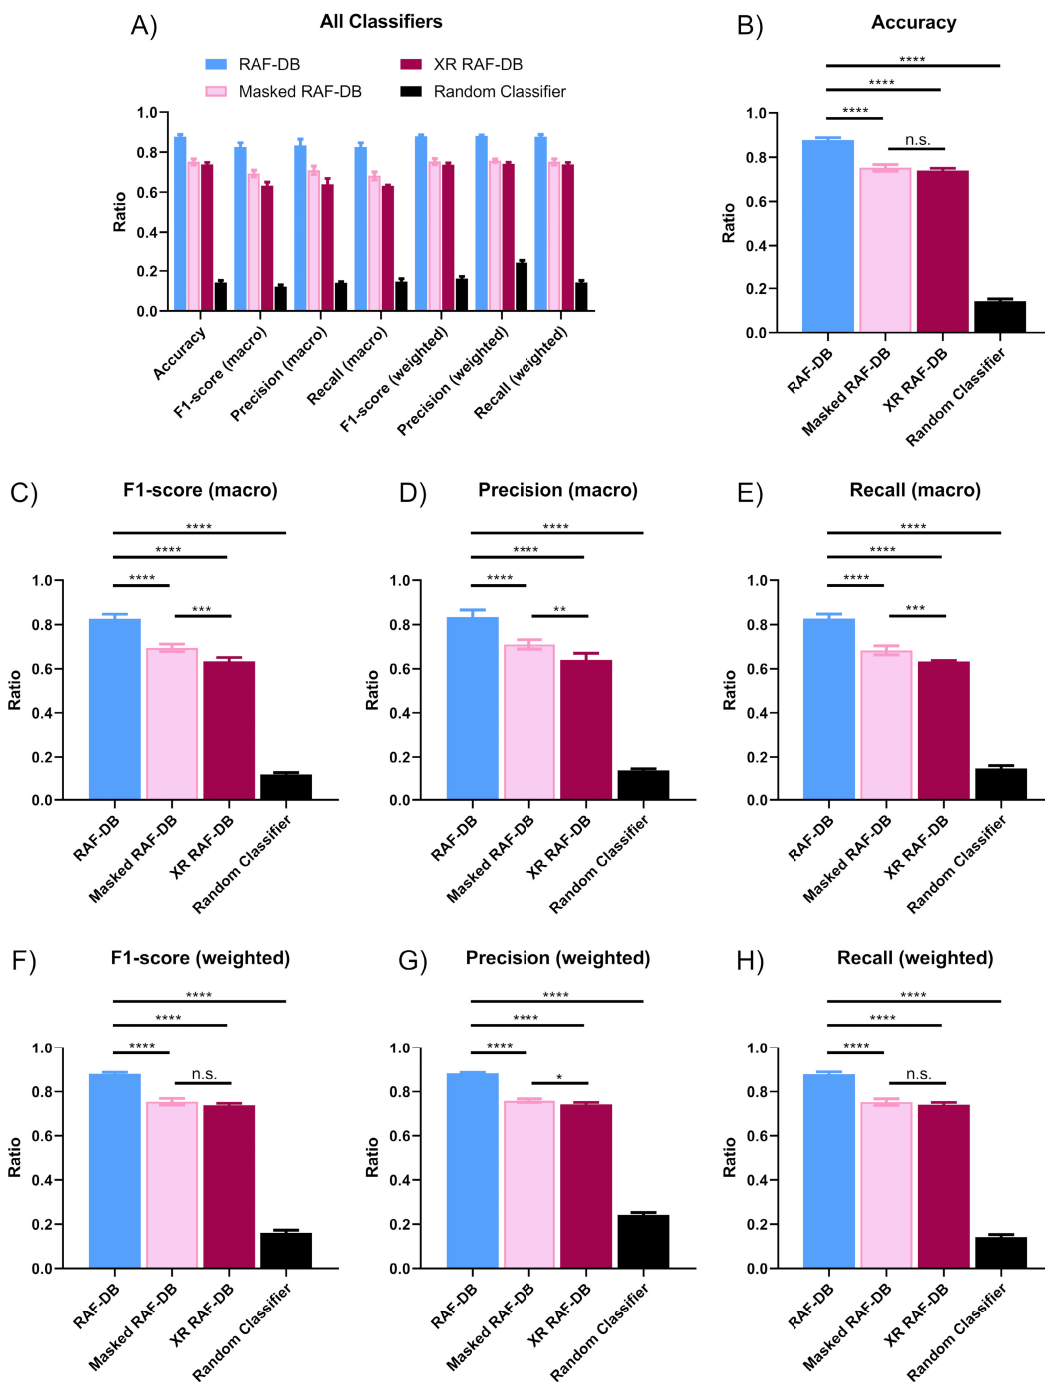 A)
All Classifiers
RAF-DB
XR RAF-DB
Masked RAF-DB
Random Classifier
1.0
0.8
0.6
0.4
0.2
0.0
Ratio
Accuracy
F1-score (macro)
Precision (macro)
Recall (macro)
F1-score (weighted)
Precision (weighted)
Recall (weighted)
B)
Accuracy
****
****
****
n.s.
1.0
0.8
0.6
0.4
0.2
0.0
Ratio
RAF-DB
Masked RAF-DB
XR RAF-DB
Random Classifier
C)
F1-score (macro)
****
****
****
***
1.0
0.8
0.6
0.4
0.2
0.0
Ratio
RAF-DB
Masked RAF-DB
XR RAF-DB
Random Classifier
D)
Precision (macro)
****
****
****
**
1.0
0.8
0.6
0.4
0.2
0.0
Ratio
RAF-DB
Masked RAF-DB
XR RAF-DB
Random Classifier
E)
Recall (macro)
****
****
****
***
1.0
0.8
0.6
0.4
0.2
0.0
Ratio
RAF-DB
Masked RAF-DB
XR RAF-DB
Random Classifier
F)
F1-score (weighted)
****
****
****
n.s.
1.0
0.8
0.6
0.4
0.2
0.0
Ratio
RAF-DB
Masked RAF-DB
XR RAF-DB
Random Classifier
G)
Precision (weighted)
****
****
****
*
1.0
0.8
0.6
0.4
0.2
0.0
Ratio
RAF-DB
Masked RAF-DB
XR RAF-DB
Random Classifier
H)
Recall (weighted)
****
****
****
n.s.
1.0
0.8
0.6
0.4
0.2
0.0
Ratio
RAF-DB
Masked RAF-DB
XR RAF-DB
Random Classifier